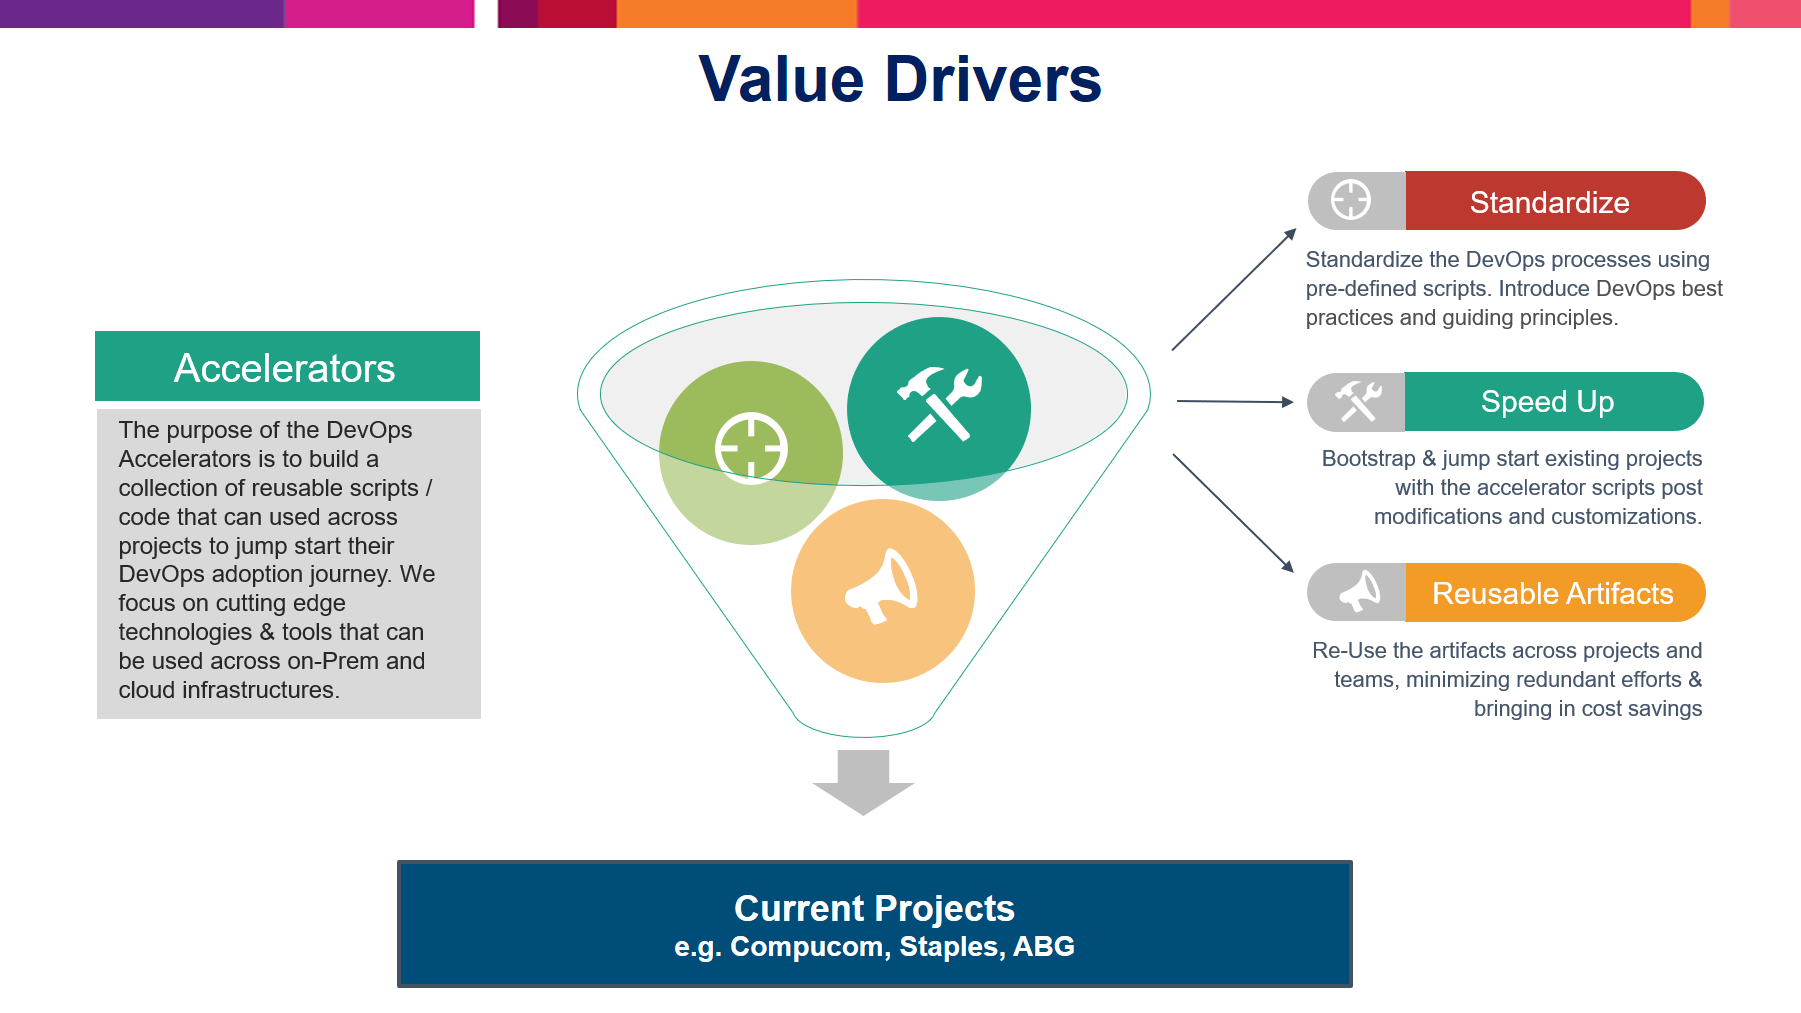 Value Drivers
Accelerators
The purpose of the DevOps
Accelerators is to build a
collection of reusable scripts /
code that can used across
projects to jump start their
DevOps adoption journey. We
focus on cutting edge
technologies & tools that can
be used across on-Prem and
cloud infrastructures.
Standardize
Standardize the DevOps processes using
pre-defined scripts. Introduce DevOps best
practices and guiding principles.
Speed Up
Bootstrap & jump start existing projects
with the accelerator scripts post
modifications and customizations.
Reusable Artifacts
Re-Use the artifacts across projects and
teams, minimizing redundant efforts &
bringing in cost savings
Current Projects
e.g. Compucom, Staples, ABG